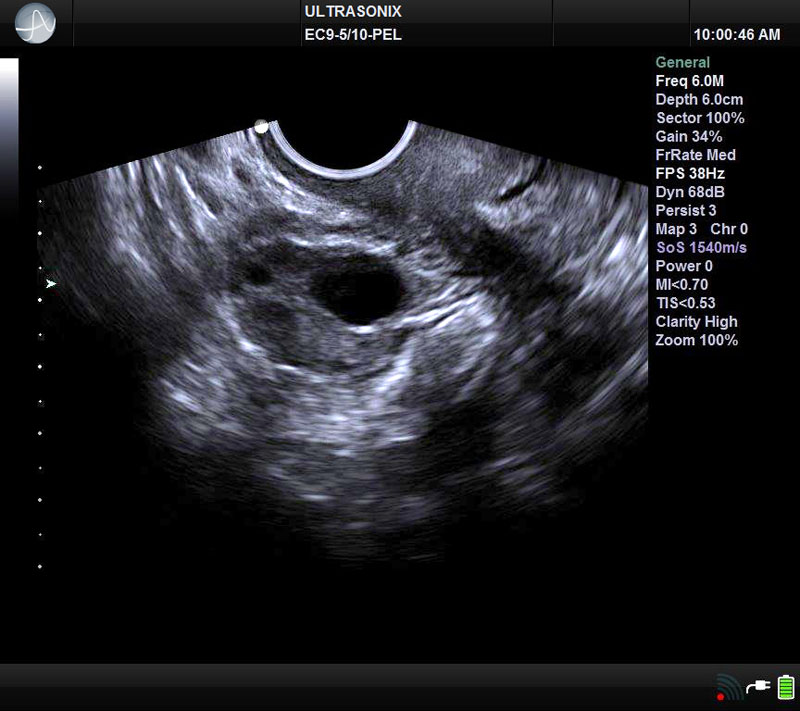 ULTRASONIX
EC9-5/10-PEL
10:00:46 AM
General
Freq 6.0M
Depth 6.0cm
Sector 100%
Gain 34%
FrRate Med
FPS 38Hz
Dyn 68dB
Persist 3
Map 3 Chr 0
SoS 1540m/s
Power 0
MI<0.70
TIS<0.53
Clarity High
Zoom 100%